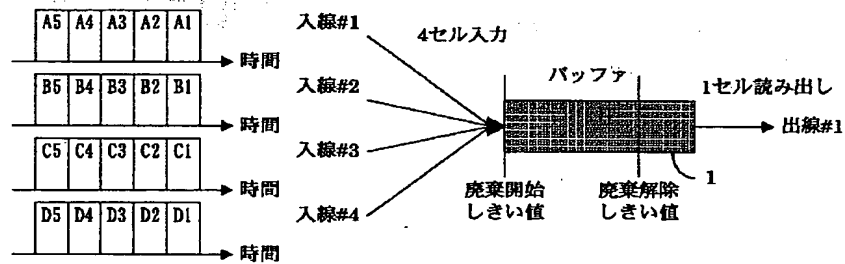 A5 A4 A3 A2 A1
時間
B5 B4 B3 B2 B1
時間
C5 C4 C3 C2 C1
時間
D5 D4 D3 D2 D1
時間
入線#1
入線#2
入線#3
入線#4
4セル入力
バッファ
1セル読み出し
出線#1
廃棄開始
しきい値
廃棄解除
しきい値
1